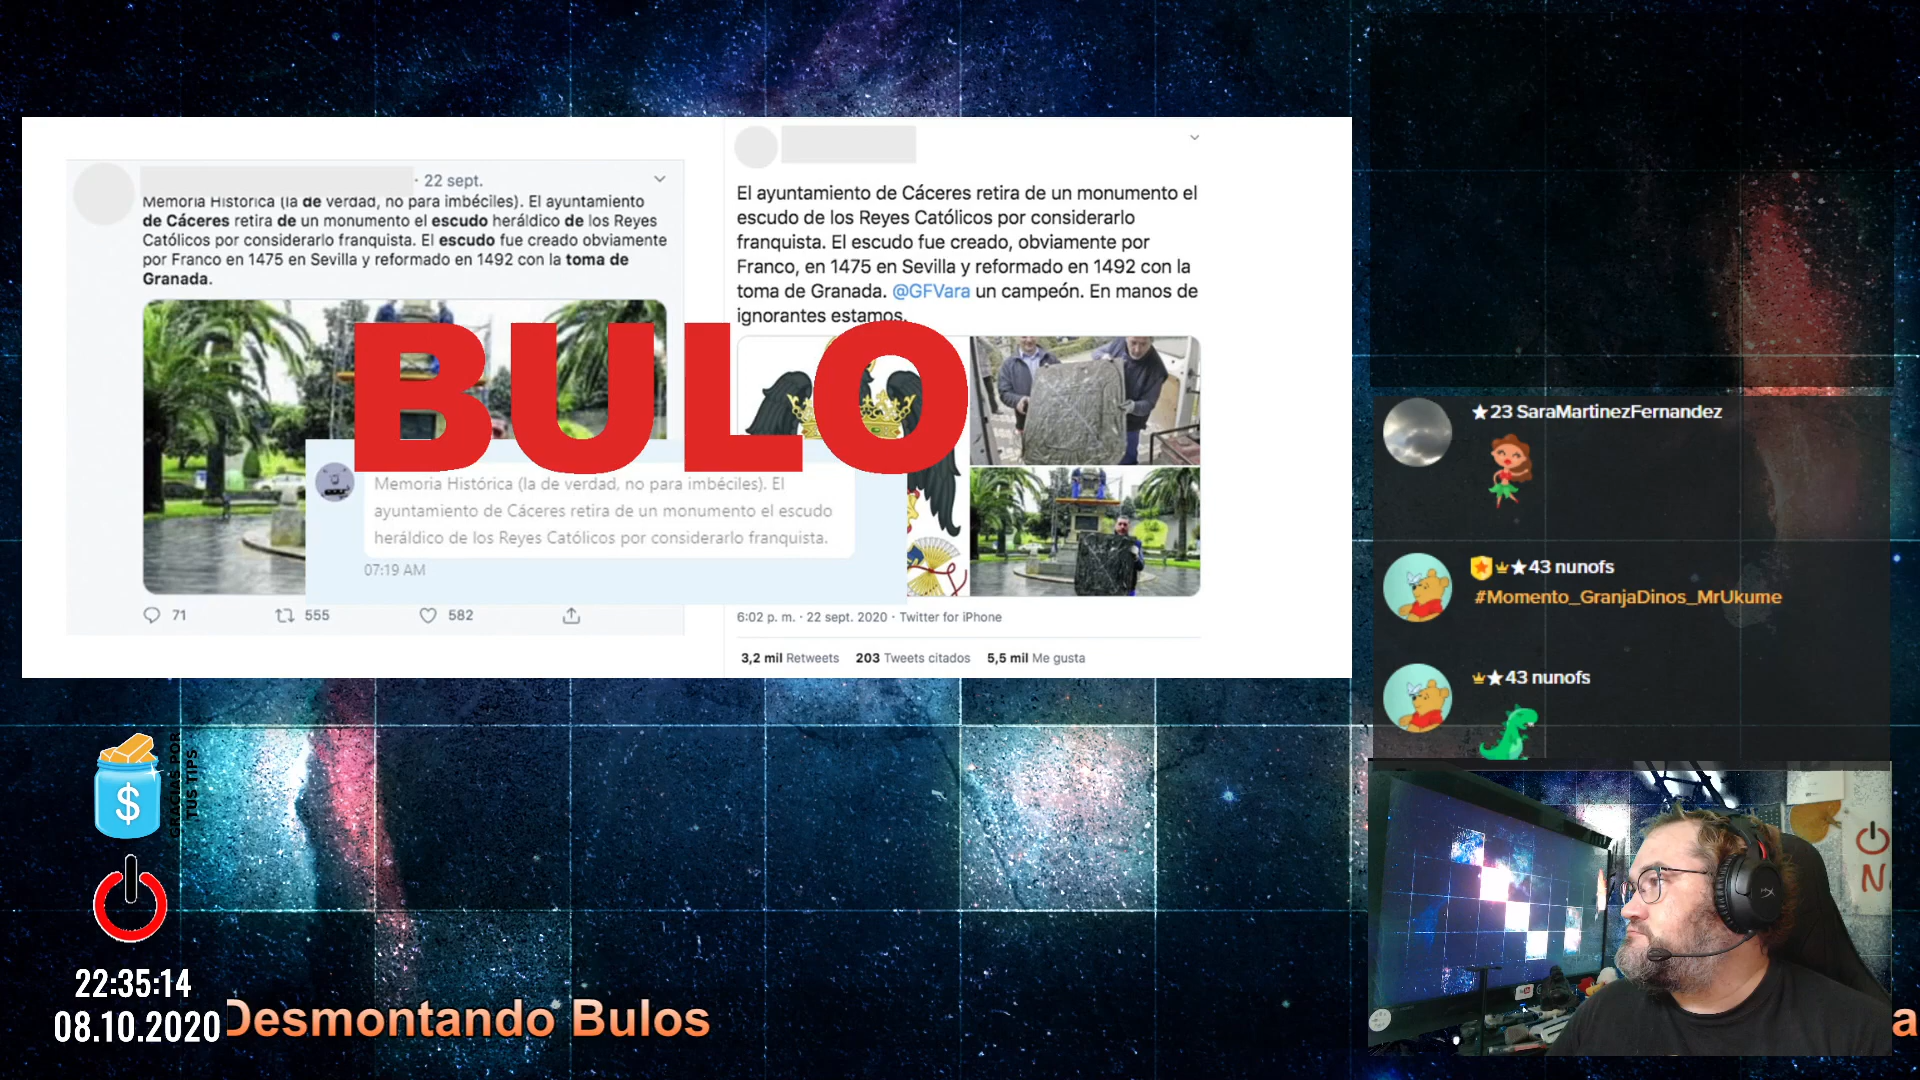 · 22 sept.
Memoria Histórica (la de verdad, no para imbéciles). El ayuntamiento
de Cáceres retira de un monumento el escudo heráldico de los Reyes
Católicos por considerarlo franquista. El escudo fue creado obviamente
por Franco en 1475 en Sevilla y reformado en 1492 con la toma de
Granada.
71
555
582
El ayuntamiento de Cáceres retira de un monumento el
escudo de los Reyes Católicos por considerarlo
franquista. El escudo fue creado, obviamente por
Franco, en 1475 en Sevilla y reformado en 1492 con la
toma de Granada. @GFVara un campeón. En manos de
ignorantes estamos.
6:02 p. m. · 22 sept. 2020 · Twitter for iPhone
3,2 mil Retweets 203 Tweets citados 5,5 mil Me gusta
BULO
Memoria Histórica (la de verdad, no para imbéciles). El
ayuntamiento de Cáceres retira de un monumento el escudo
heráldico de los Reyes Católicos por considerarlo franquista.
07:19 AM
★23 SaraMartinezFernandez
★43 nunofs
#Momento_GranjaDinos_MrUkume
★43 nunofs
$
GRACIAS POR
TUS TIPS
22:35:14
08.10.2020
Desmontando Bulos
a